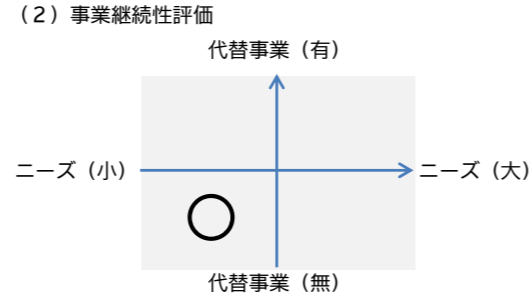 （２）事業継続性評価
代替事業（有）
ニーズ（小）
ニーズ（大）
代替事業（無）